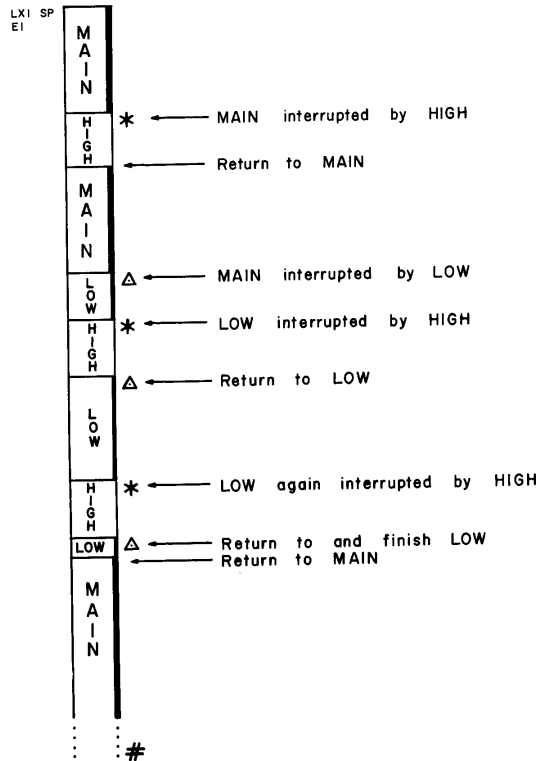 LXI SP
EI
MAIN
HIGH
* MAIN interrupted by HIGH
Return to MAIN
MAIN
LOW
MAIN interrupted by LOW
HIGH
* LOW interrupted by HIGH
Return to LOW
LOW
HIGH
* LOW again interrupted by HIGH
LOW
Return to and finish LOW
Return to MAIN
MAIN
#